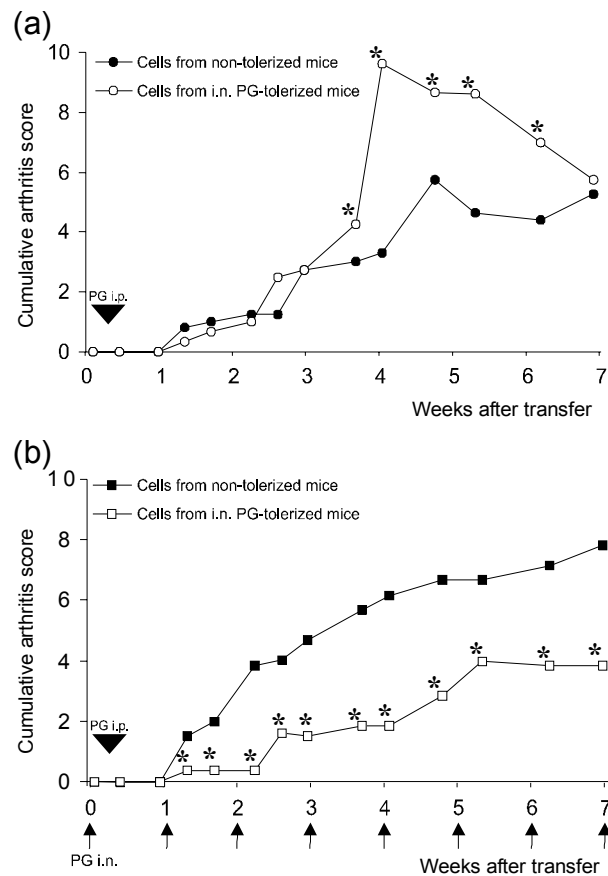 (a)
10
8
6
4
2
0
Cumulative arthritis score
Cells from non-tolerized mice
Cells from i.n. PG-tolerized mice
* * * * *
PG i.p.
0 1 2 3 4 5 6 7
Weeks after transfer
(b)
10
8
6
4
2
0
Cumulative arthritis score
Cells from non-tolerized mice
Cells from i.n. PG-tolerized mice
* * * * * * * * * * *
PG i.p.
0 1 2 3 4 5 6 7
PG i.n.
Weeks after transfer